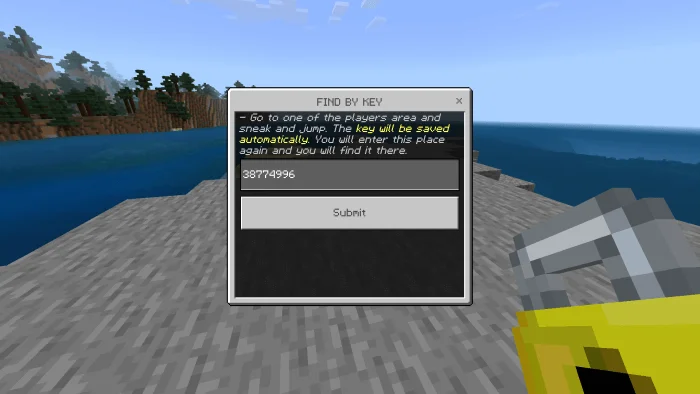 FIND BY KEY
- Go to one of the players area and
sneak and jump. The key will be saved
automatically. You will enter this place
again and you will find it there.
38774996
Submit